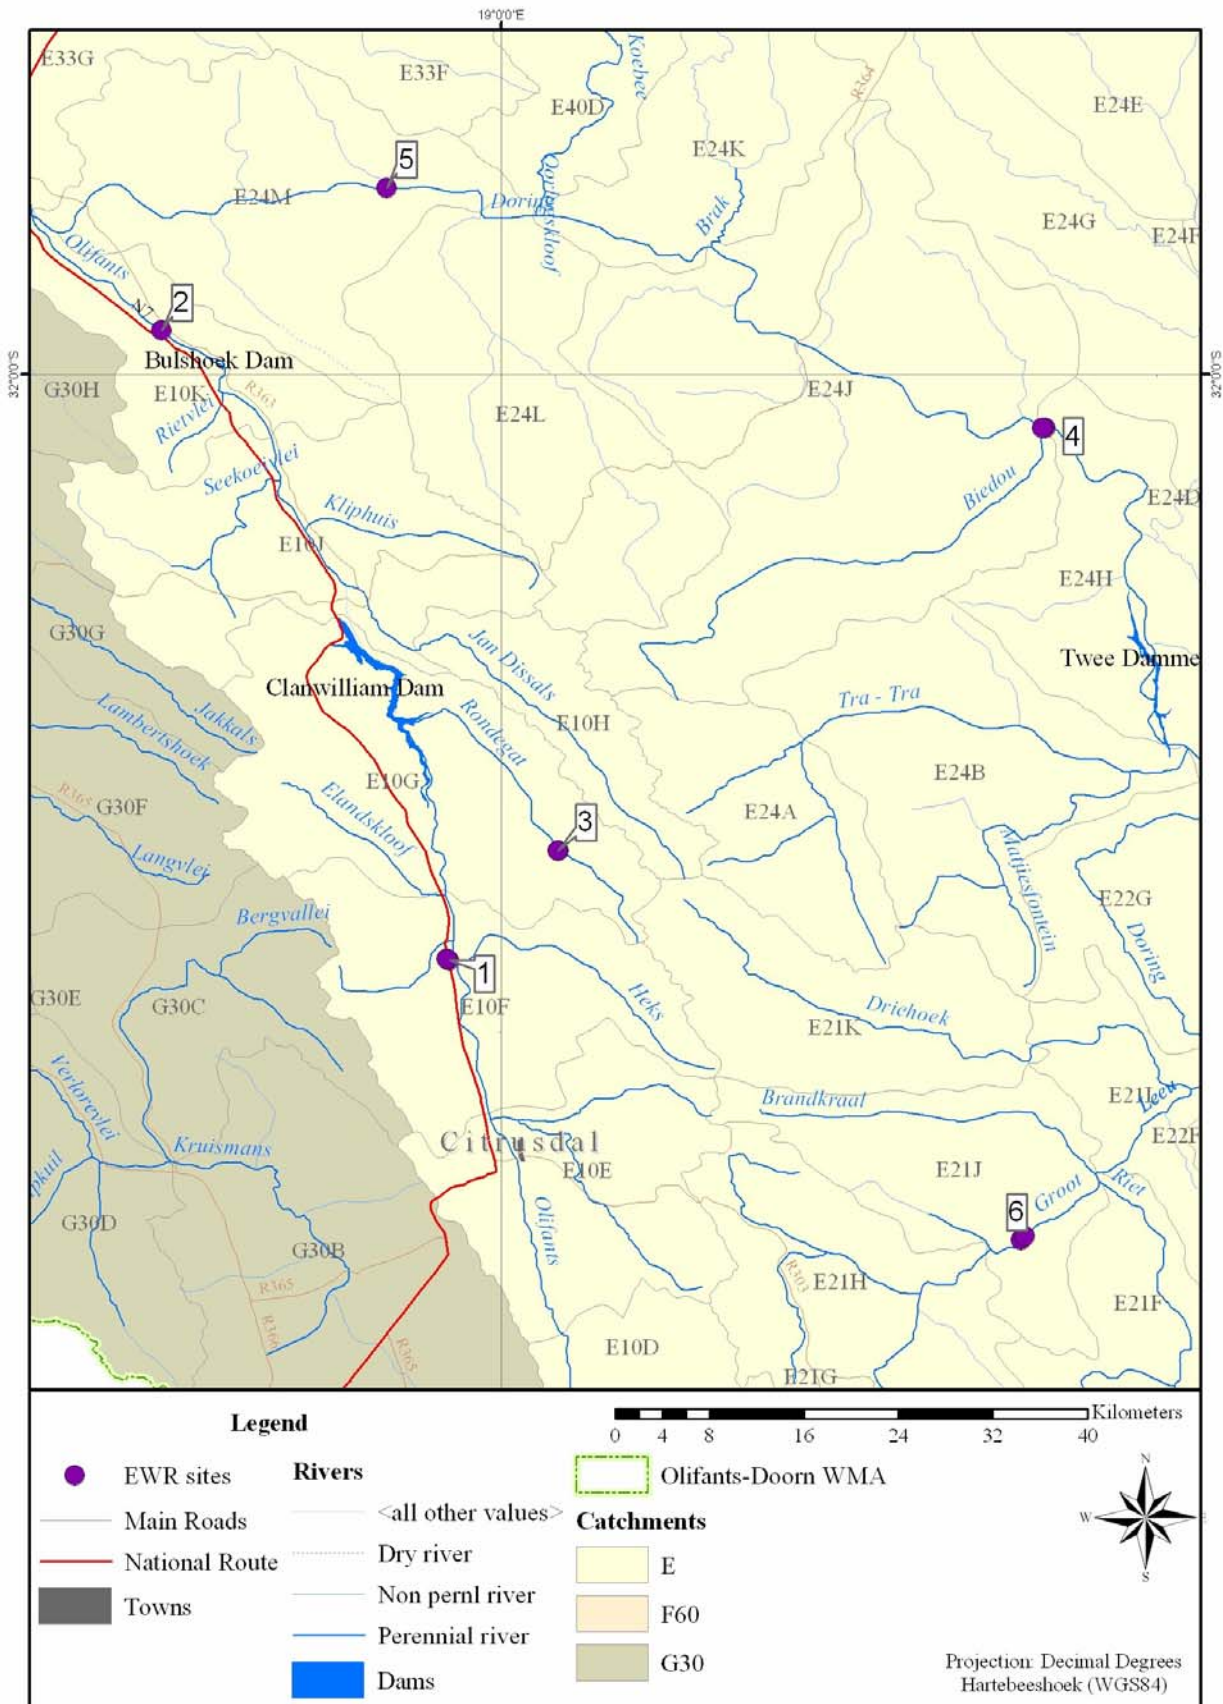 19°0'0"E
E33G
E33F
Koebee
R364
E40D
E24E
E24K
5
E24M
Doring
Oorlogskloof
Brak
E24G
E24F
Olifants
N7
2
Bulshoek Dam
32°0'0"S
32°0'0"S
G30H
E10K
R363
E24J
Rietvlei
E24L
4
Seekoeivlei
Biedou
E24D
Kliphuis
E10J
E24H
G30G
Jan Dissals
Twee Damme
Clanwilliam Dam
Tra - Tra
Jakkals
Lambertshoek
Rondegat
E10H
E10G
E24B
R365
G30F
Elandskloof
E24A
3
Matjiesfontein
Langvlei
E22G
Bergvallei
Doring
1
G30E
G30C
E10F
Heks
Driehoek
E21K
Verlorevlei
Brandkraal
E21L
Leeu
Kruismans
Citrusdal
E22F
pkuil
E10E
E21J
Groot
Riet
G30D
Olifants
6
G30B
R365
R303
E21H
E21F
R366
R365
E10D
E21G
Legend
EWR sites
Main Roads
National Route
Towns
Rivers
<all other values>
Dry river
Non pernl river
Perennial river
Dams
Kilometers
0 4 8 16 24 32 40
Olifants-Doorn WMA
Catchments
E
F60
G30
N
W
E
S
Projection: Decimal Degrees
Hartebeeshoek (WGS84)